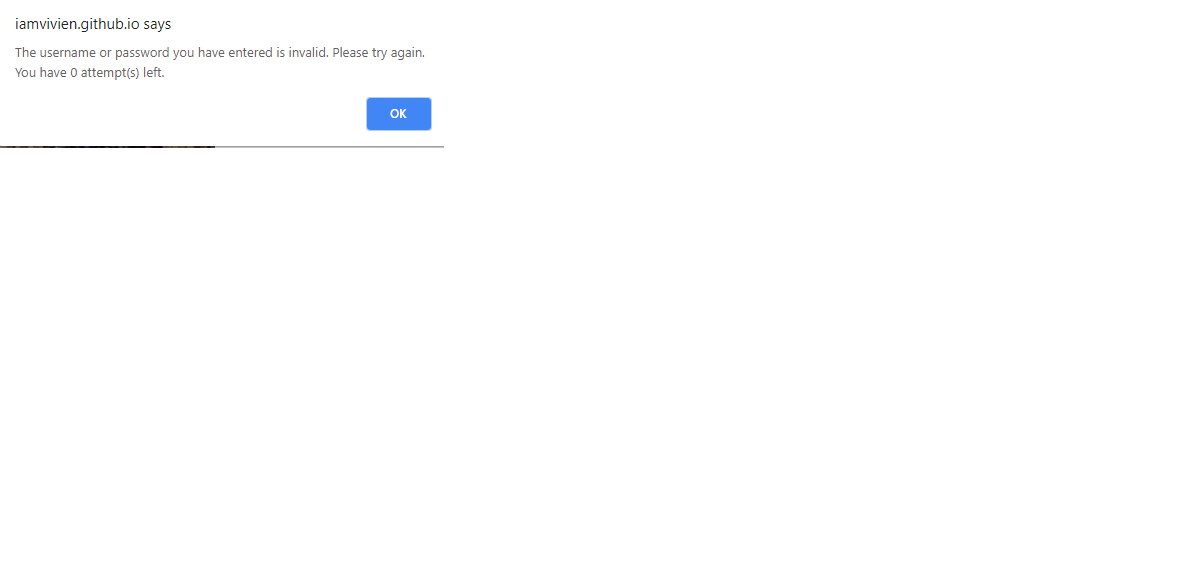 iamvivien.github.io says
The username or password you have entered is invalid. Please try again.
You have 0 attempt(s) left.
OK